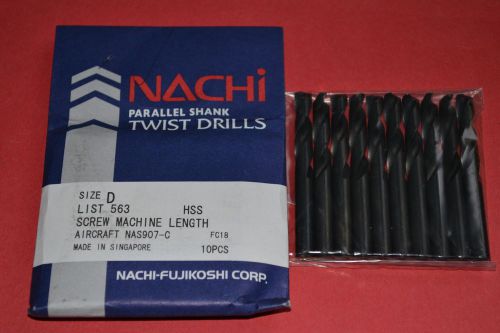 NACHi
PARALLEL SHANK
TWIST DRILLS
SIZE D
LIST 563 HSS
SCREW MACHINE LENGTH
AIRCRAFT NAS907-C FC18
MADE IN SINGAPORE 10PCS
NACHI-FUJIKOSHI CORP.